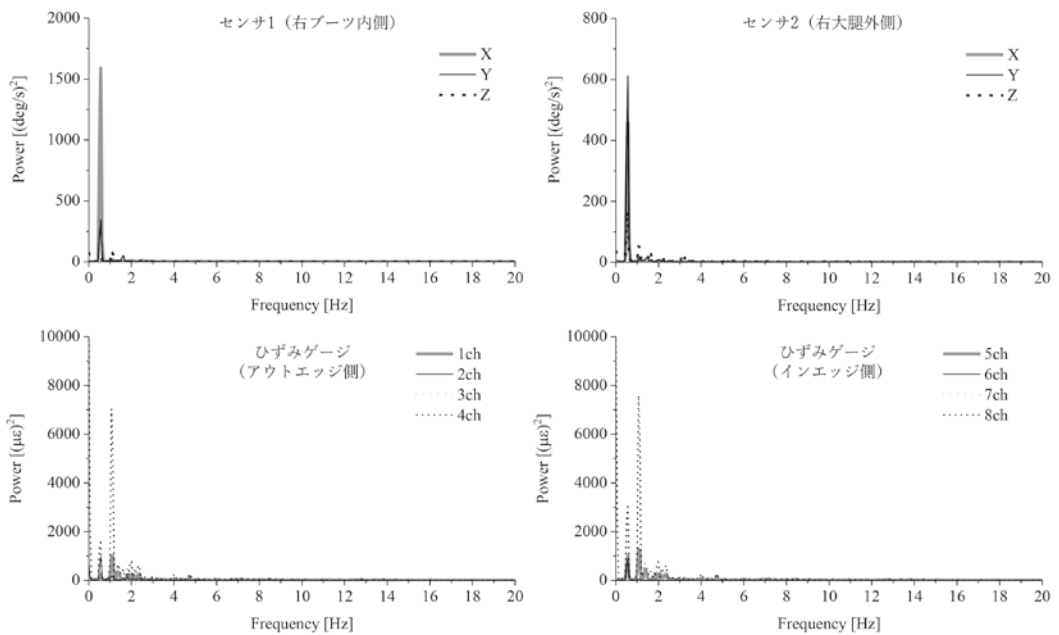 センサ1（右ブーツ内側）
X
Y
Z
Power [(deg/s)²]
2000
1500
1000
500
0
0 2 4 6 8 10 12 14 16 18 20
Frequency [Hz]
センサ2（右大腿外側）
X
Y
Z
Power [(deg/s)²]
800
600
400
200
0
0 2 4 6 8 10 12 14 16 18 20
Frequency [Hz]
ひずみゲージ
（アウトエッジ側）
1ch
2ch
3ch
4ch
Power [(με)²]
10000
8000
6000
4000
2000
0
0 2 4 6 8 10 12 14 16 18 20
Frequency [Hz]
ひずみゲージ
（インエッジ側）
5ch
6ch
7ch
8ch
Power [(με)²]
10000
8000
6000
4000
2000
0
0 2 4 6 8 10 12 14 16 18 20
Frequency [Hz]